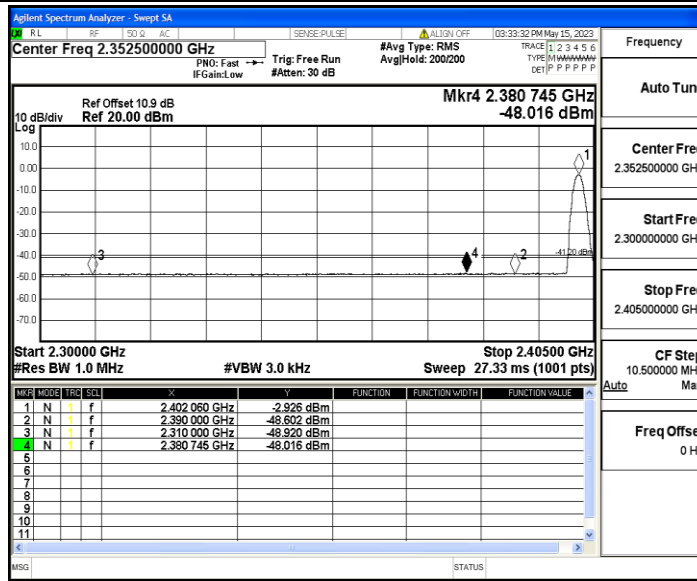 Agilent Spectrum Analyzer - Swept SA
RL RF 50 Ω AC SENSE:PULSE ALIGN OFF 03:33:32 PM May 15, 2023
Center Freq 2.352500000 GHz #Avg Type: RMS TRACE 1 2 3 4 5 6
PNO: Fast Trig: Free Run Avg|Hold: 200/200 TYPE M
IFGain:Low #Atten: 30 dB DET P P P P P P
Ref Offset 10.9 dB Mkr4 2.380 745 GHz
10 dB/div Ref 20.00 dBm -48.016 dBm
Log
10.0
0.00
-10.0
-20.0
-30.0
-40.0
-50.0
-60.0
-70.0
1
3
4
2
-41.20 dBm
Start 2.30000 GHz Stop 2.40500 GHz
#Res BW 1.0 MHz #VBW 3.0 kHz Sweep 27.33 ms (1001 pts)
MKR MODE TRC SCL X Y FUNCTION FUNCTION WIDTH FUNCTION VALUE
1 N 1 f 2.402 060 GHz -2.926 dBm
2 N 1 f 2.390 000 GHz -48.602 dBm
3 N 1 f 2.310 000 GHz -48.920 dBm
4 N 1 f 2.380 745 GHz -48.016 dBm
5
6
7
8
9
10
11
MSG STATUS
Frequency
Auto Tun
Center Fre
2.352500000 GH
Start Fre
2.300000000 GH
Stop Fre
2.405000000 GH
CF Step
10.500000 MH
Auto Ma
Freq Offse
0 H